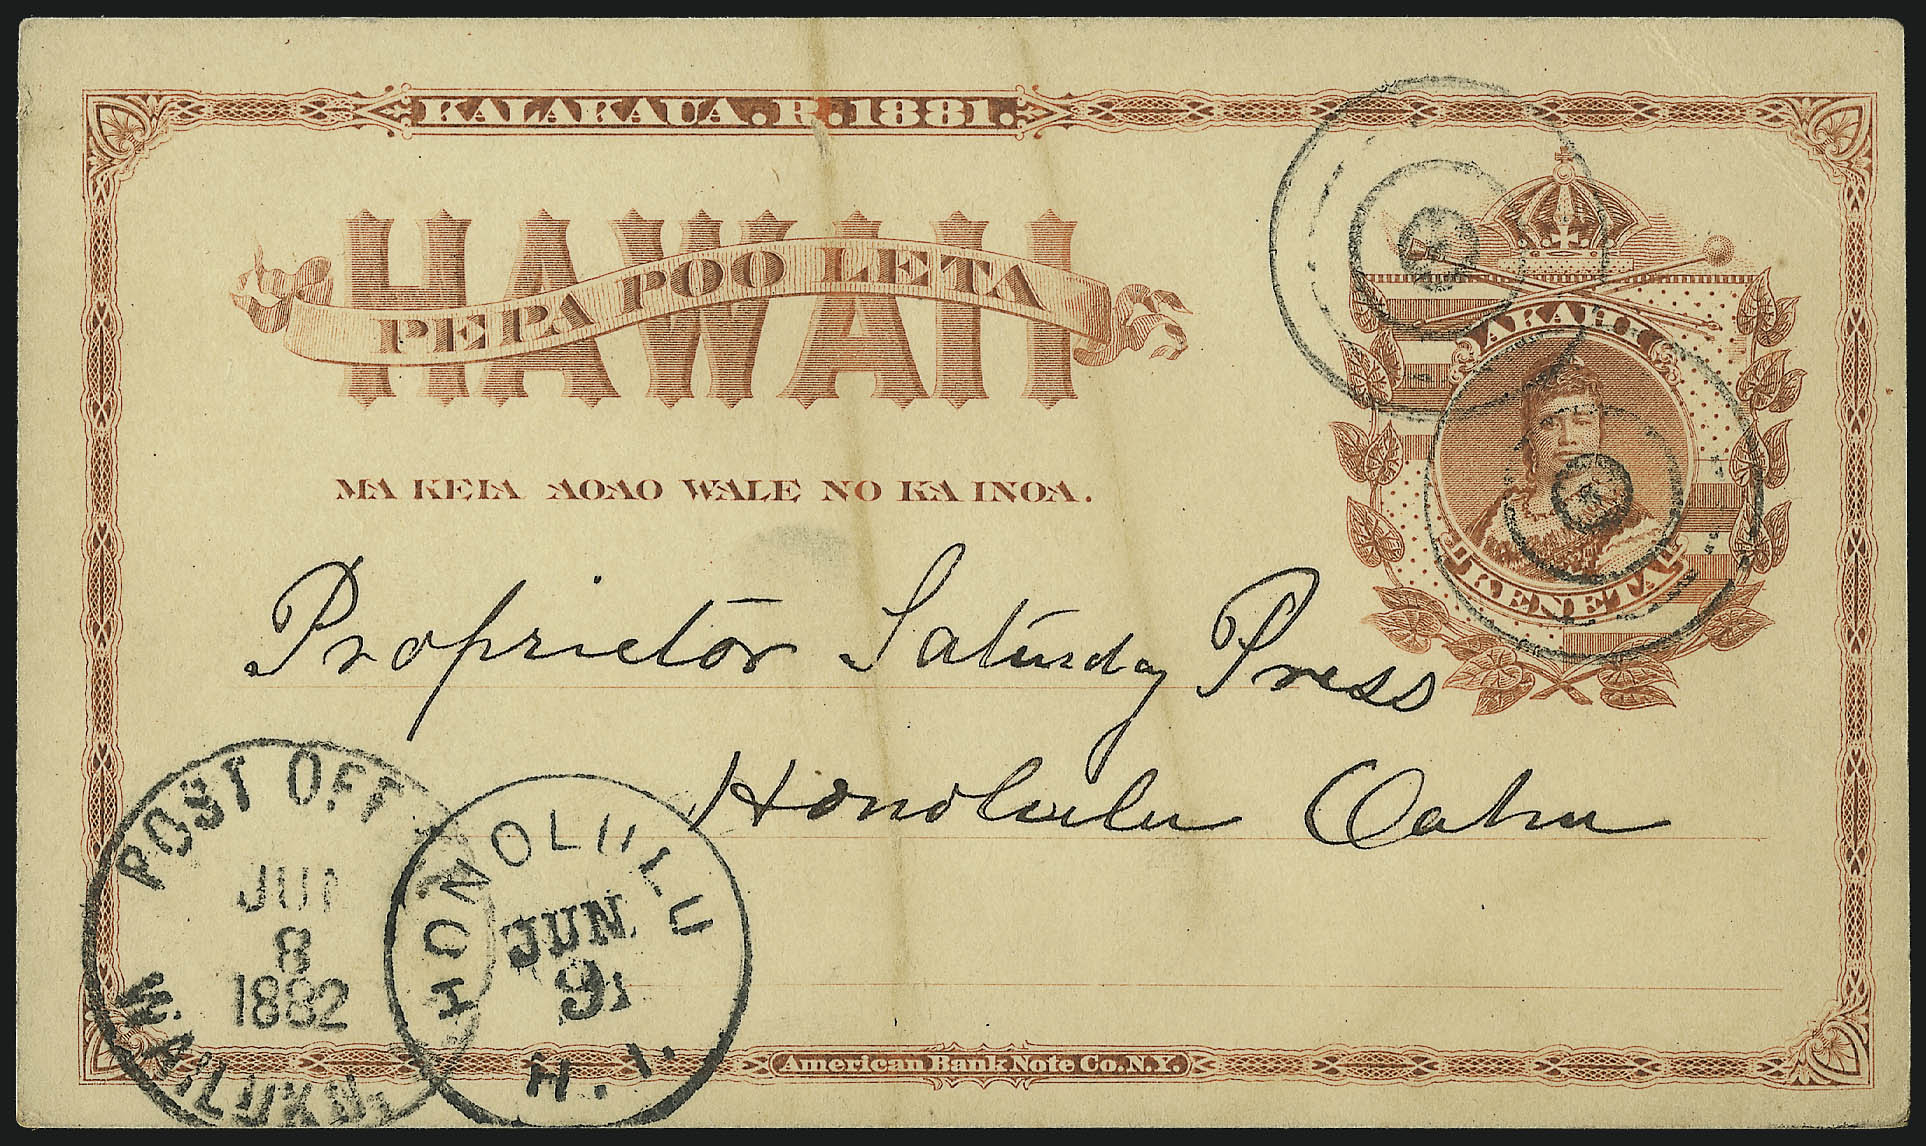 KALAKAUA. R. 1881.
HAWAII
PEPA POO LETA
AKAHI
KENETA
MA KEIA AOAO WALE NO KA INOA.
Proprietor Saturday Press
Honolulu Oahu
POST OFF
JUN
8
1882
WAILUKU
HONOLULU
JUN
9
H. I.
American Bank Note Co. N.Y.